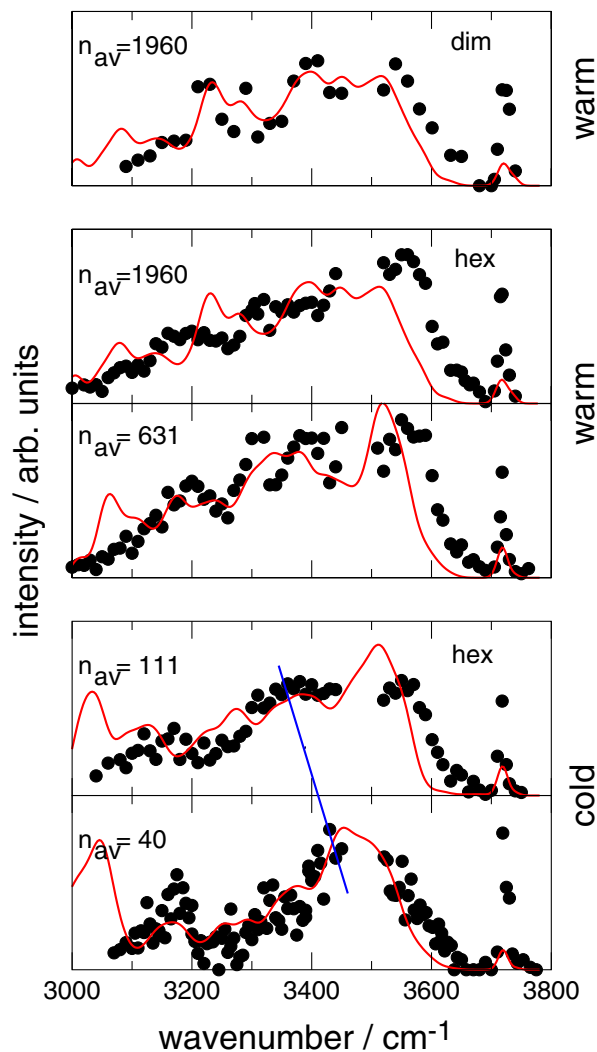 n_av=1960 dim
warm
n_av=1960 hex
n_av= 631
warm
n_av= 111 hex
n_av= 40
cold
intensity / arb. units
3000 3200 3400 3600 3800
wavenumber / cm-1